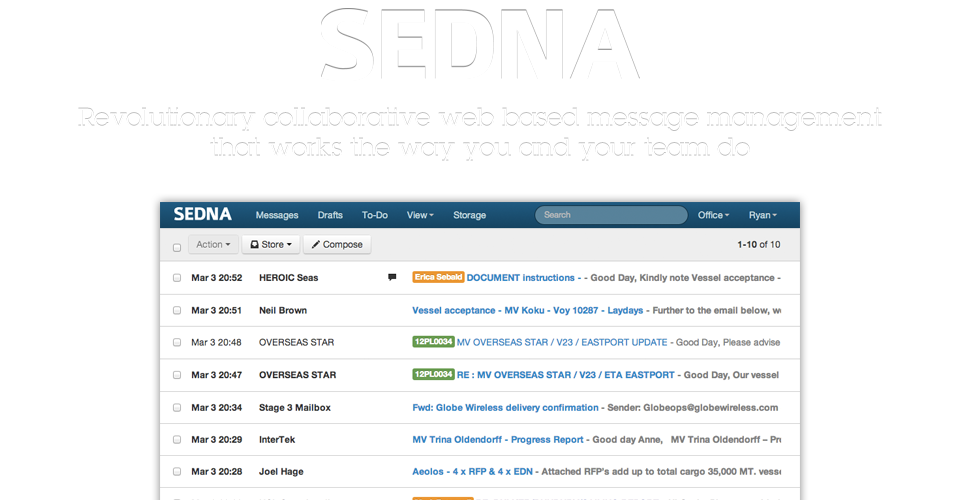 SEDNA
Revolutionary collaborative web based message management
that works the way you and your team do
SEDNA Messages Drafts To-Do View Storage Search Office Ryan
Action Store Compose 1-10 of 10
Mar 3 20:52 HEROIC Seas Erica Sebald DOCUMENT instructions - - Good Day, Kindly note Vessel acceptance -
Mar 3 20:51 Neil Brown Vessel acceptance - MV Koku - Voy 10287 - Laydays - Further to the email below, we
Mar 3 20:48 OVERSEAS STAR 12PL0034 MV OVERSEAS STAR / V23 / EASTPORT UPDATE - Good Day, Please advise
Mar 3 20:47 OVERSEAS STAR 12PL0034 RE : MV OVERSEAS STAR / V23 / ETA EASTPORT - Good Day, Our vessel
Mar 3 20:34 Stage 3 Mailbox Fwd: Globe Wireless delivery confirmation - Sender: Globeops@globewireless.com
Mar 3 20:29 InterTek MV Trina Oldendorff - Progress Report - Good day Anne, MV Trina Oldendorff – Pr
Mar 3 20:28 Joel Hage Aeolos - 4 x RFP & 4 x EDN - Attached RFP's add up to total cargo 35,000 MT. vess